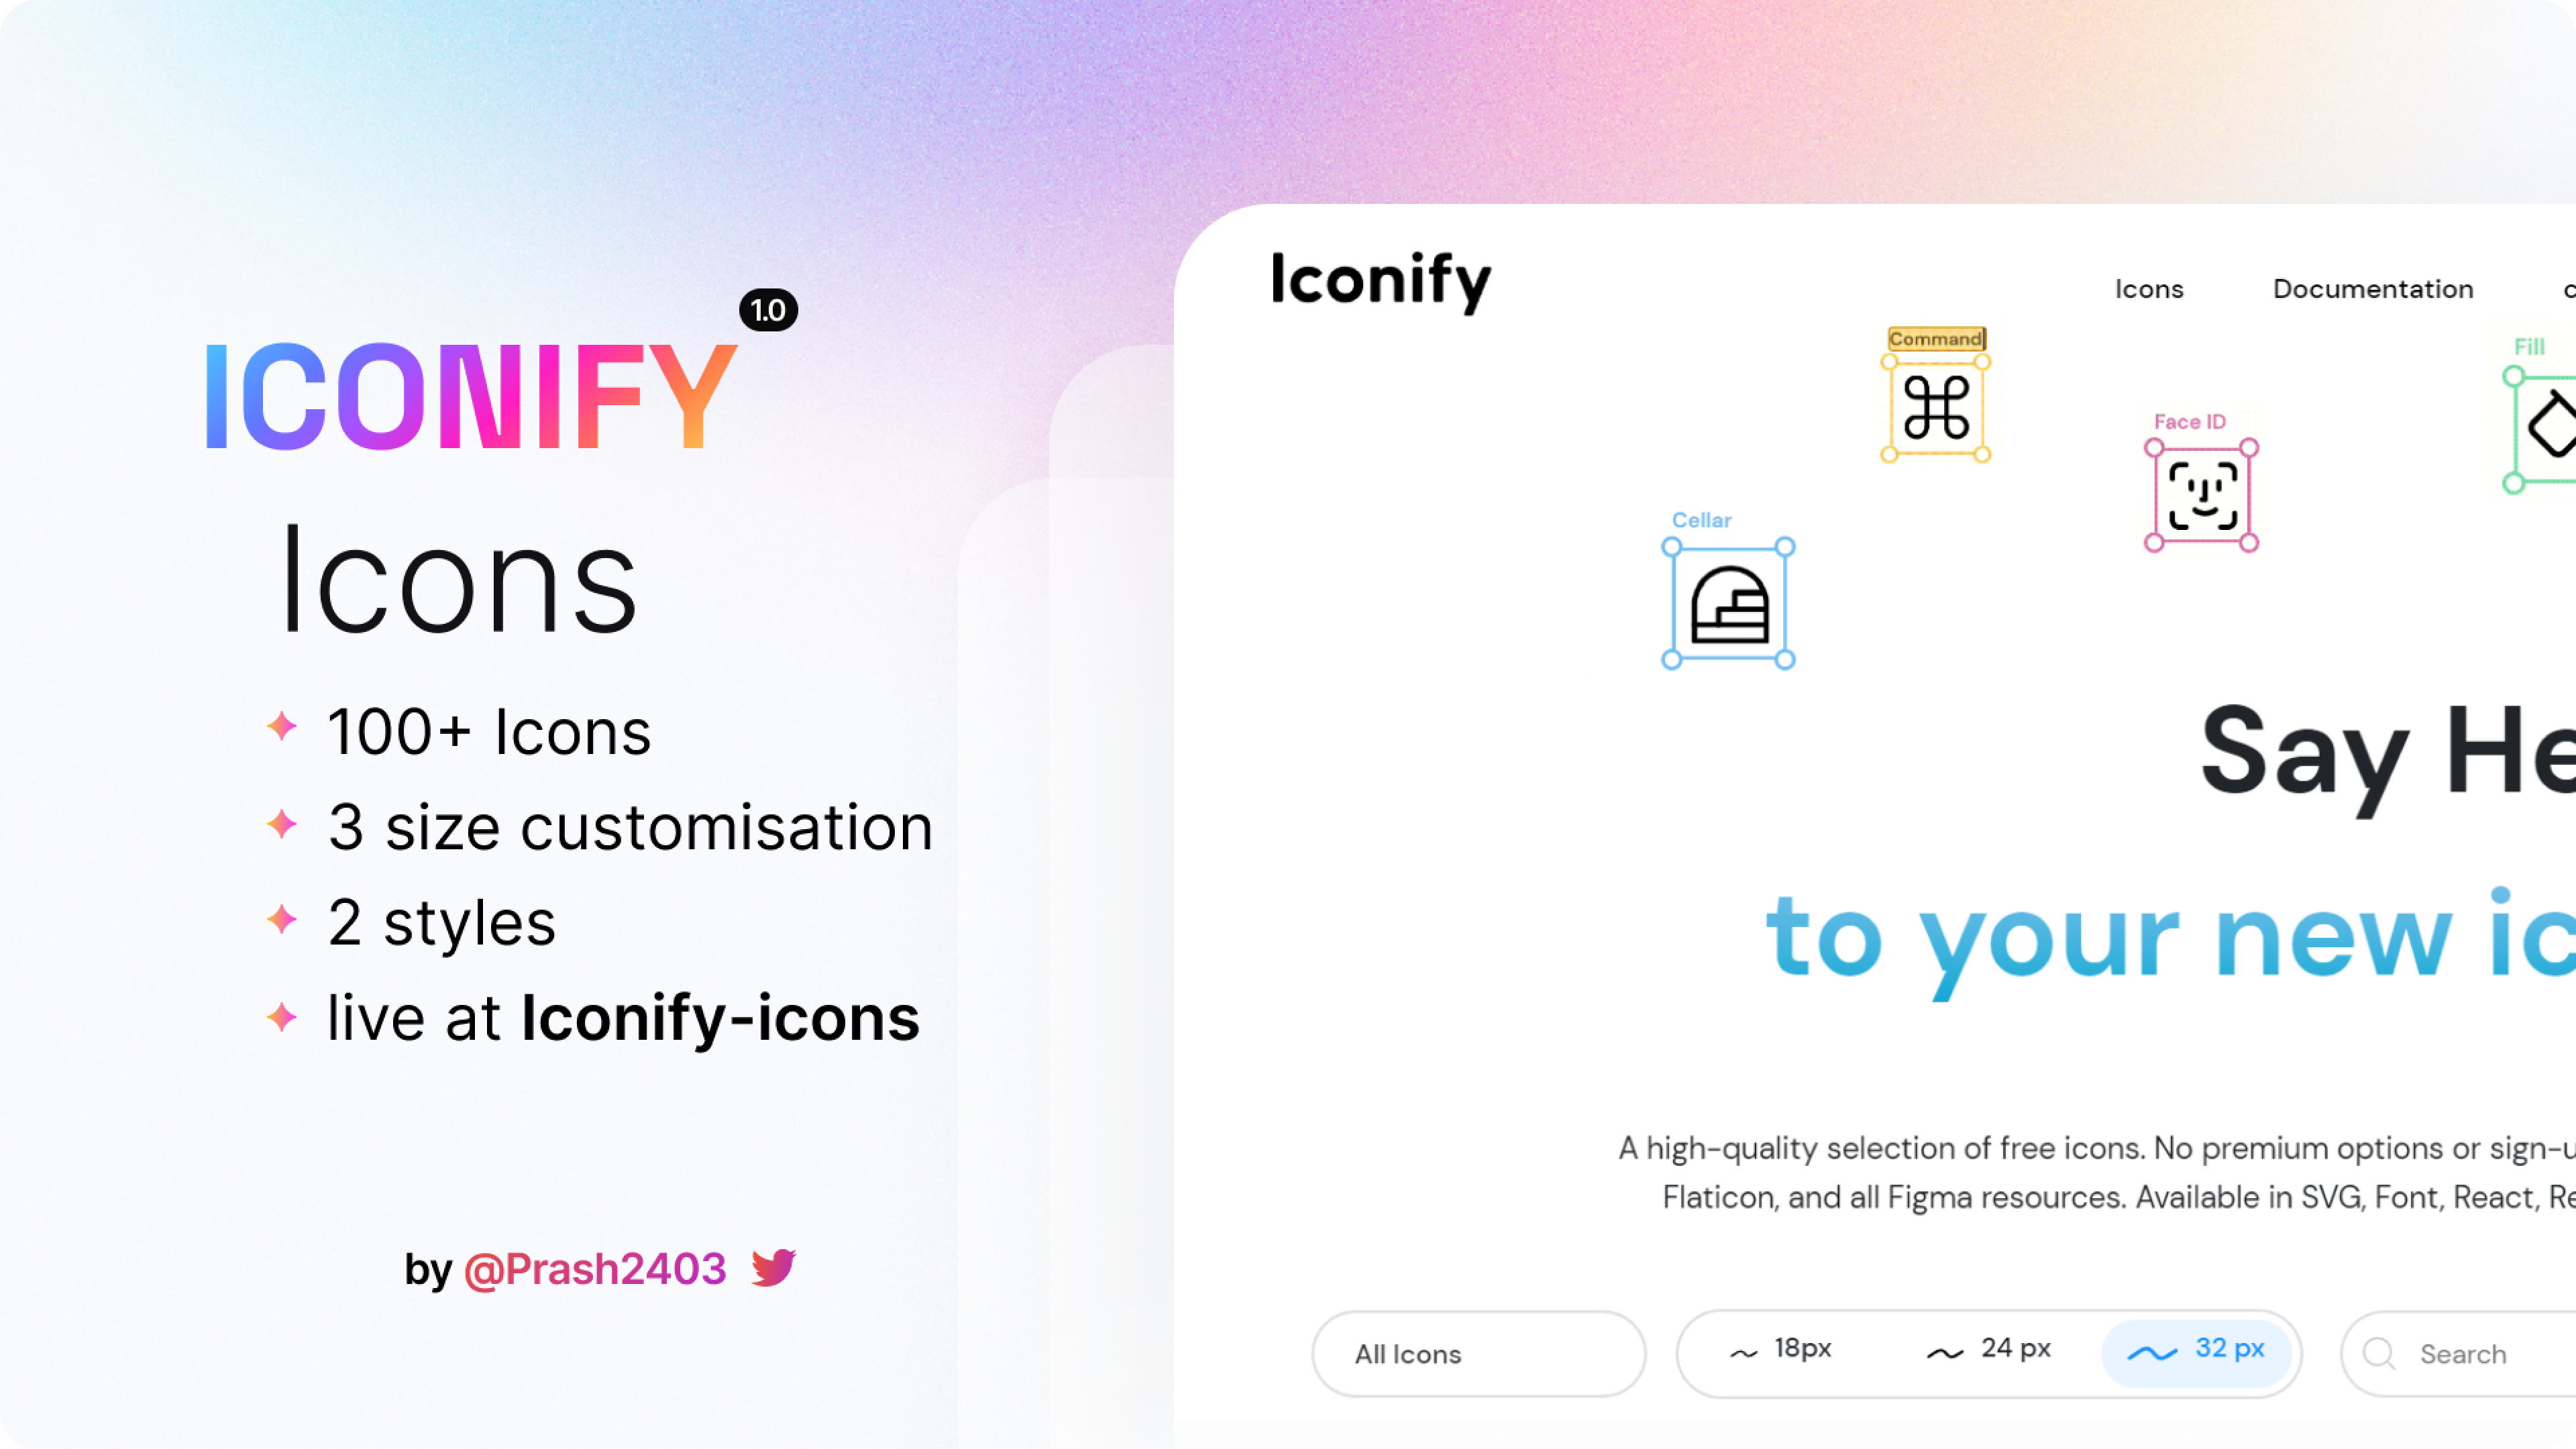 1.0
ICONIFY
Icons
100+ Icons
3 size customisation
2 styles
live at Iconify-icons
by @Prash2403
Iconify
Icons
Documentation
Command
Fill
Face ID
Cellar
Say He
to your new ic
A high-quality selection of free icons. No premium options or sign-u
Flaticon, and all Figma resources. Available in SVG, Font, React, Re
All Icons
18px
24 px
32 px
Search